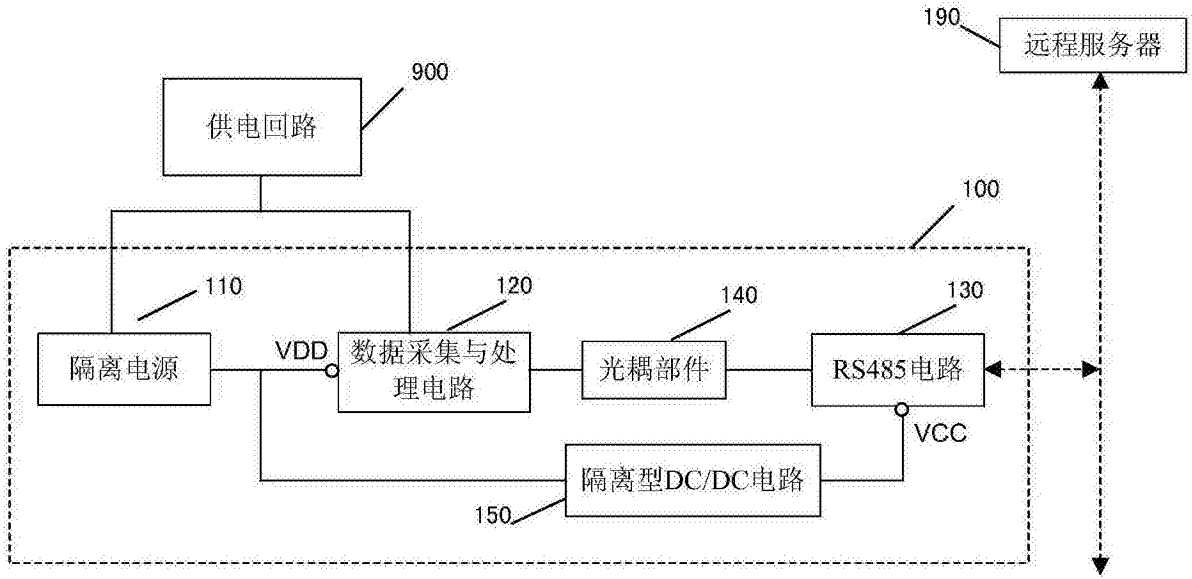 190
远程服务器
900
供电回路
100
110
120
140
130
隔离电源
VDD
数据采集与处
理电路
光耦部件
RS485电路
VCC
隔离型DC/DC电路
150